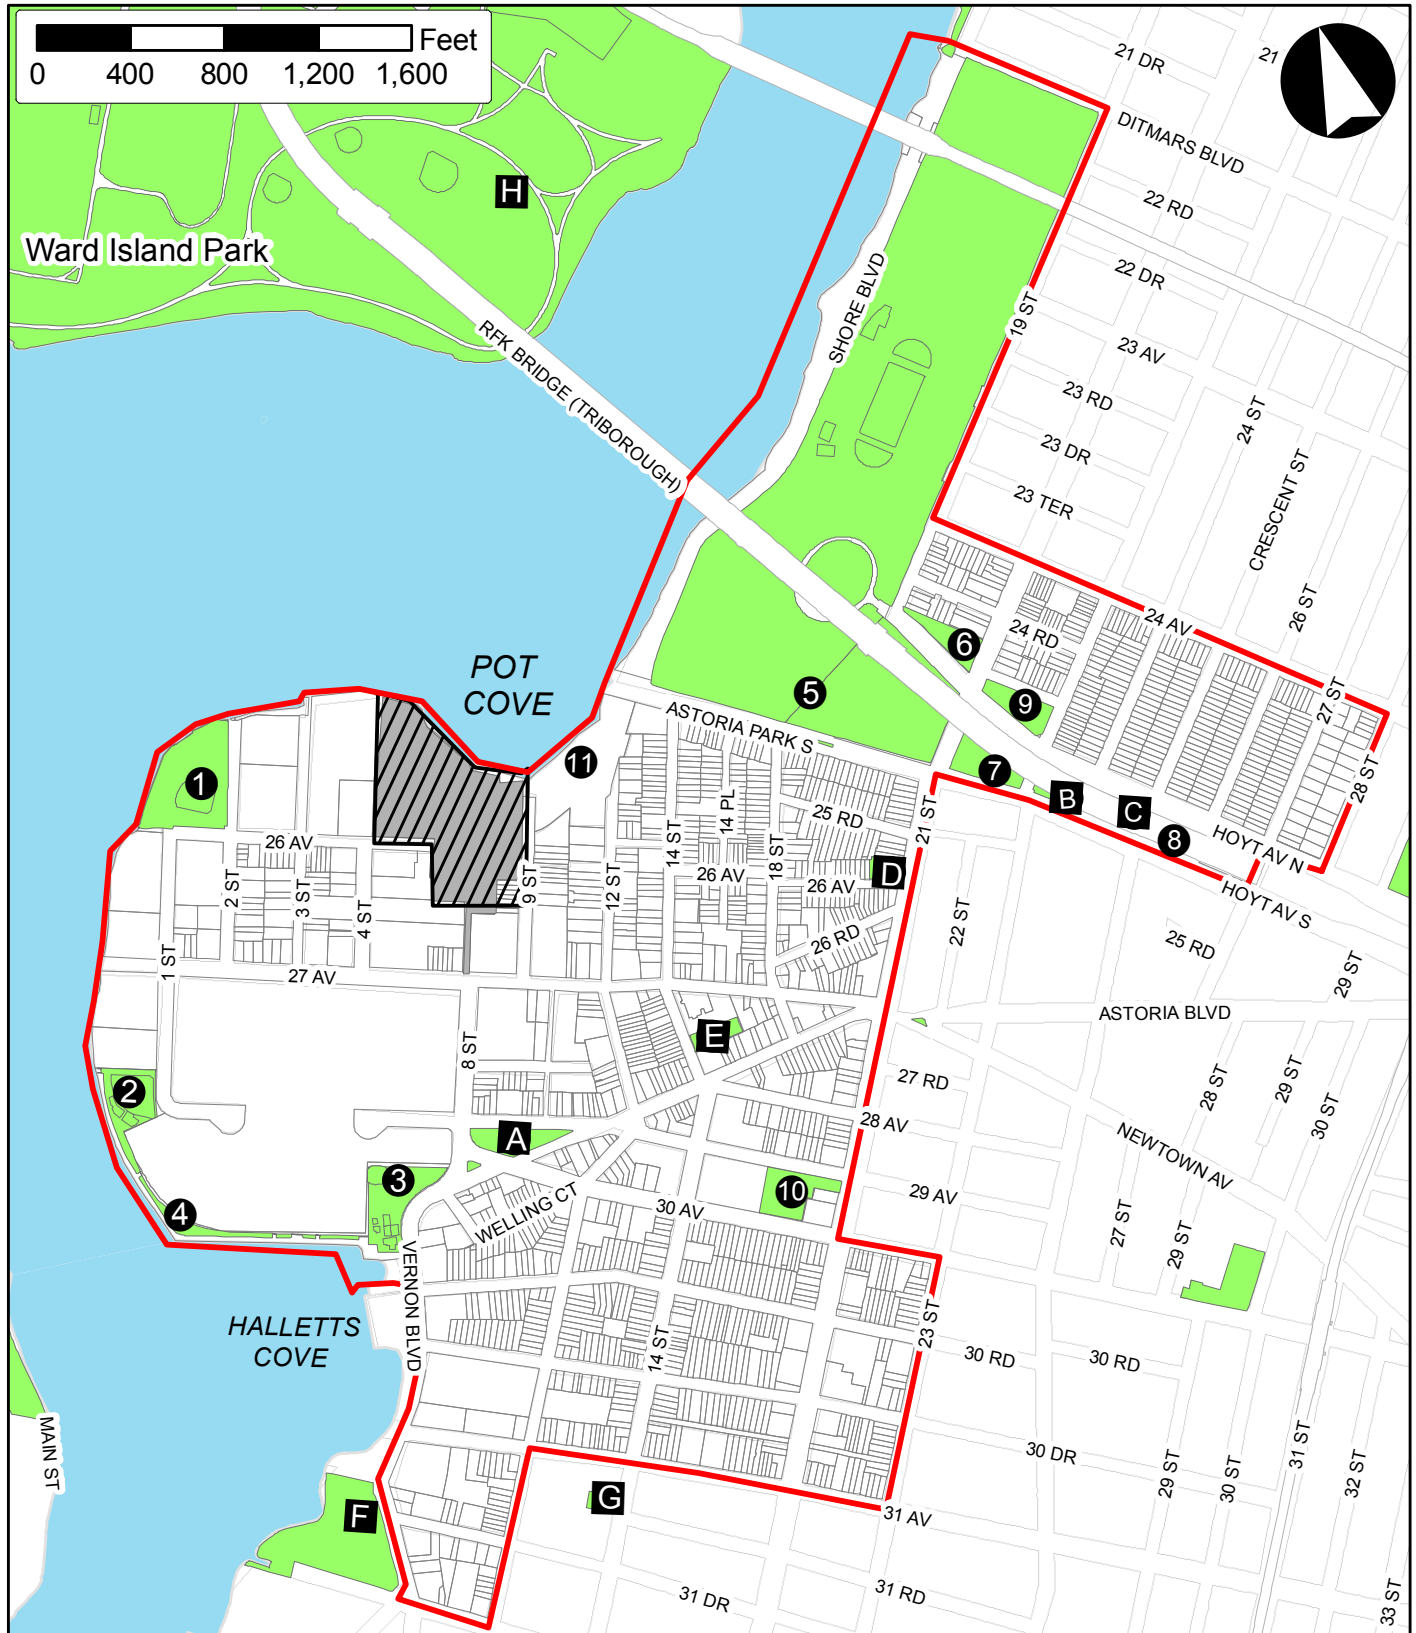 Feet
0 400 800 1,200 1,600
21 DR
21
DITMARS BLVD
H
22 RD
Ward Island Park
22 DR
SHORE BLVD
19 ST
RFK BRIDGE (TRIBOROUGH)
23 AV
23 RD
24 ST
23 DR
CRESCENT ST
23 TER
26 ST
24 AV
24 RD
6
POT
COVE
5
9
27 ST
ASTORIA PARK S
11
7
28 ST
1
B
C
14 PL
25 RD
21 ST
8
HOYT AV N
26 AV
14 ST
18 ST
D
HOYT AV S
2 ST
3 ST
9 ST
12 ST
26 AV
26 AV
4 ST
22 ST
26 RD
25 RD
1 ST
27 AV
29 ST
ASTORIA BLVD
E
8 ST
27 RD
28 ST
29 ST
2
30 ST
A
28 AV
NEWTOWN AV
3
10
29 AV
4
WELLING CT
30 AV
27 ST
29 ST
VERNON BLVD
HALLETTS
COVE
23 ST
14 ST
30 RD
30 RD
MAIN ST
30 DR
31 ST
32 ST
29 ST
30 ST
G
F
31 AV
31 DR
31 RD
33 ST